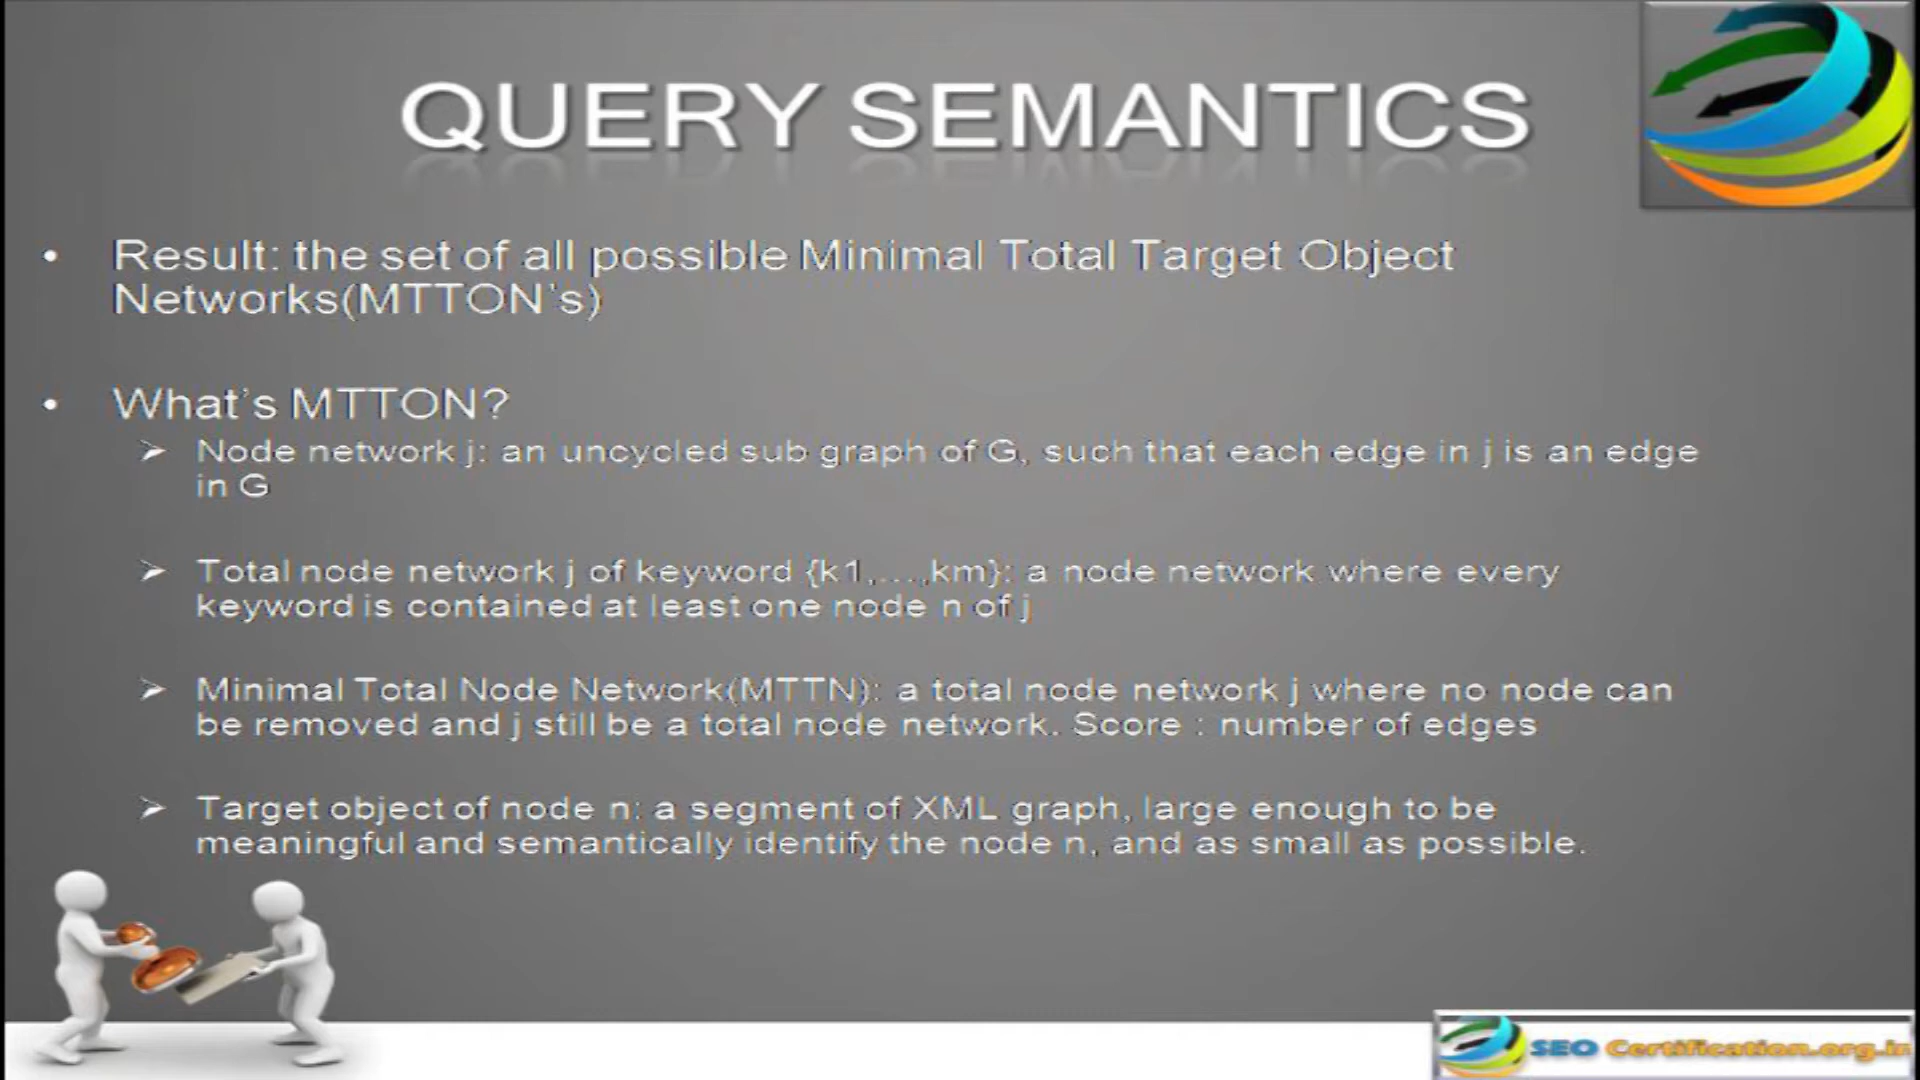 QUERY SEMANTICS
• Result: the set of all possible Minimal Total Target Object
Networks(MTTON's)
• What's MTTON?
➢ Node network j: an uncycled sub graph of G, such that each edge in j is an edge
in G
➢ Total node network j of keyword {k1,...,km}: a node network where every
keyword is contained at least one node n of j
➢ Minimal Total Node Network(MTTN): a total node network j where no node can
be removed and j still be a total node network. Score : number of edges
➢ Target object of node n: a segment of XML graph, large enough to be
meaningful and semantically identify the node n, and as small as possible.
SEO Certification.org.in